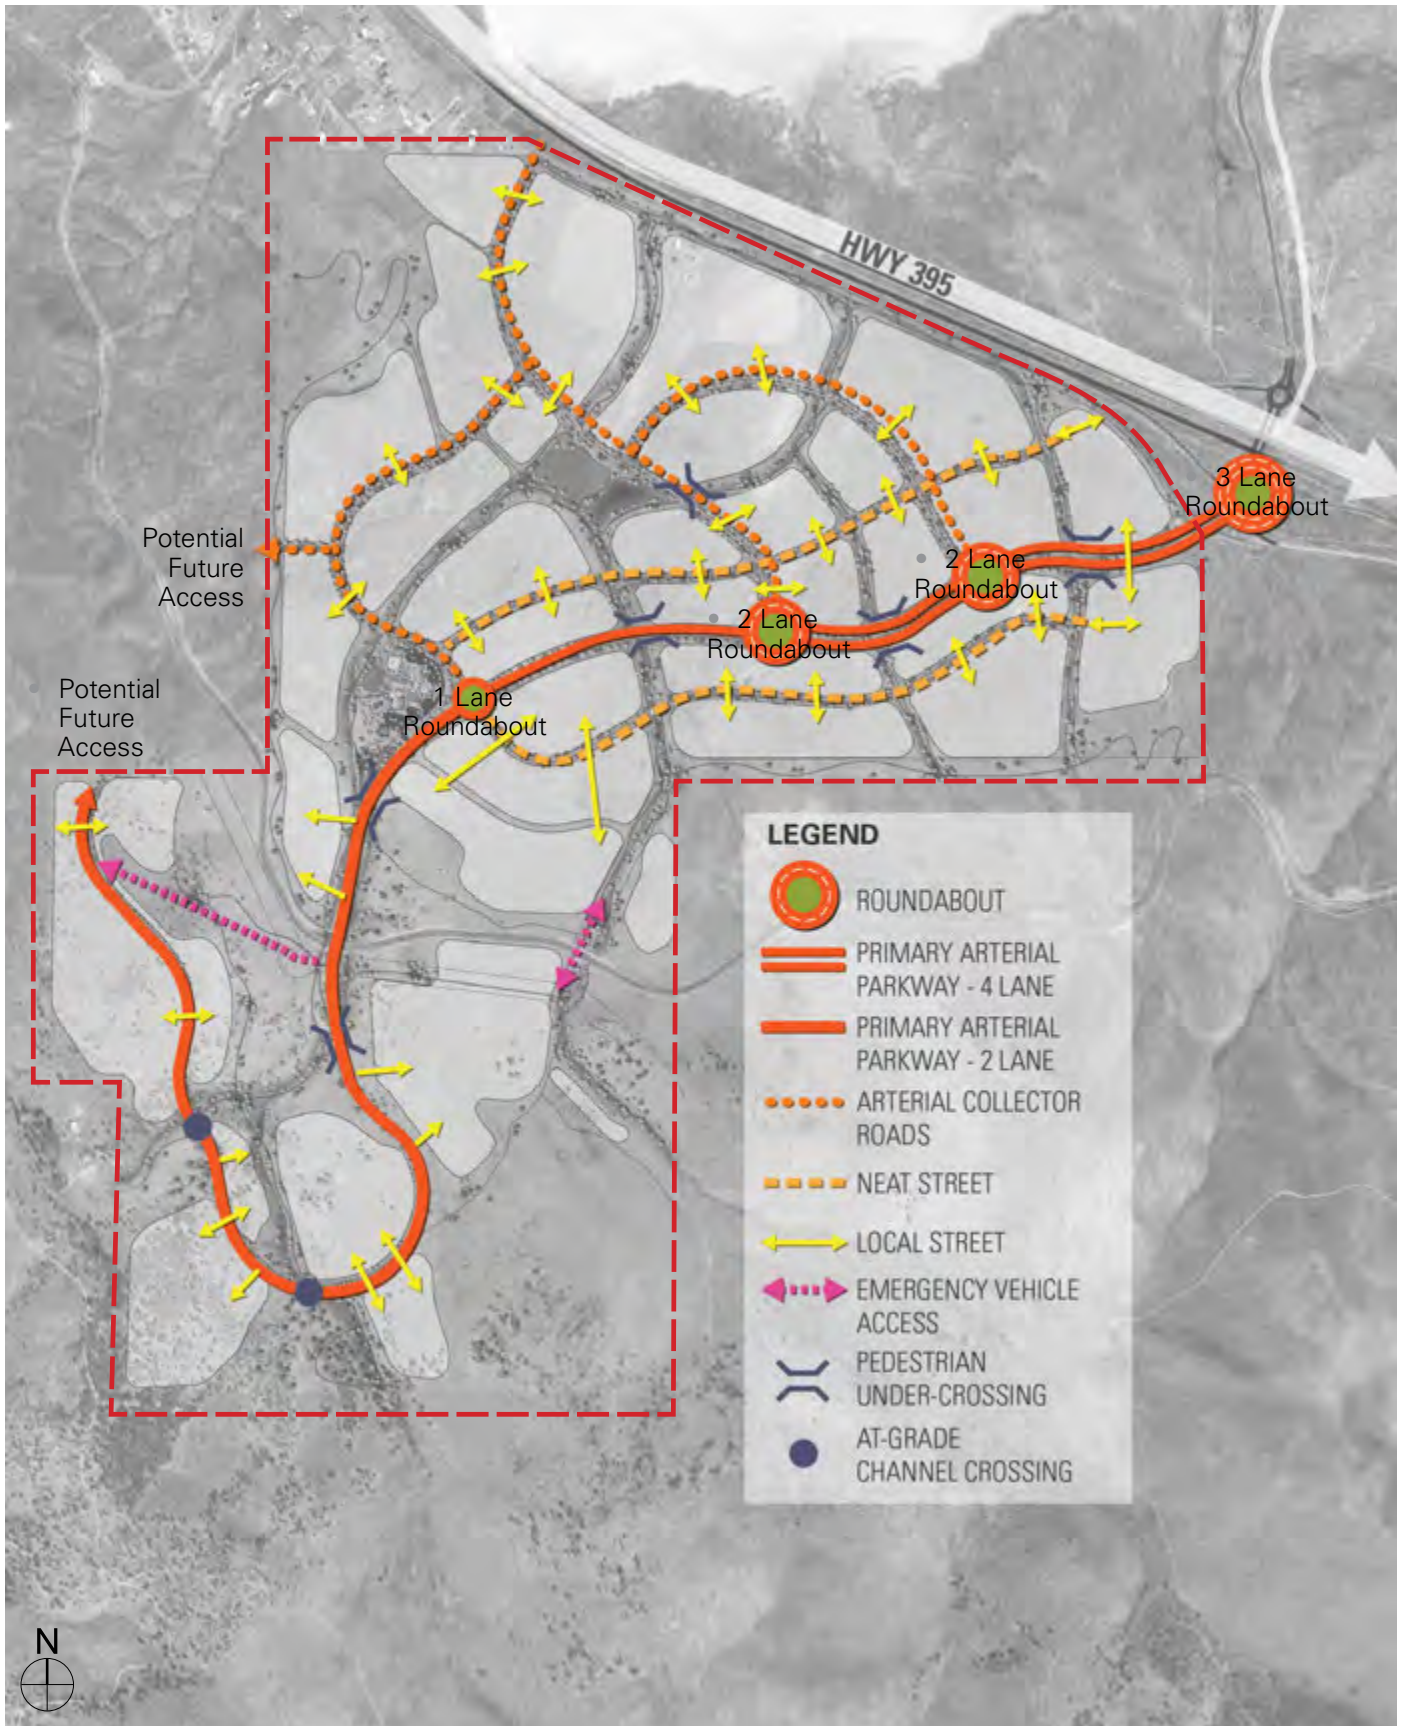 HWY 395
3 Lane
Roundabout
Potential
Future
Access
2 Lane
Roundabout
2 Lane
Roundabout
Potential
Future
Access
1 Lane
Roundabout
LEGEND
ROUNDABOUT
PRIMARY ARTERIAL
PARKWAY - 4 LANE
PRIMARY ARTERIAL
PARKWAY - 2 LANE
ARTERIAL COLLECTOR
ROADS
NEAT STREET
LOCAL STREET
EMERGENCY VEHICLE
ACCESS
PEDESTRIAN
UNDER-CROSSING
AT-GRADE
CHANNEL CROSSING
N